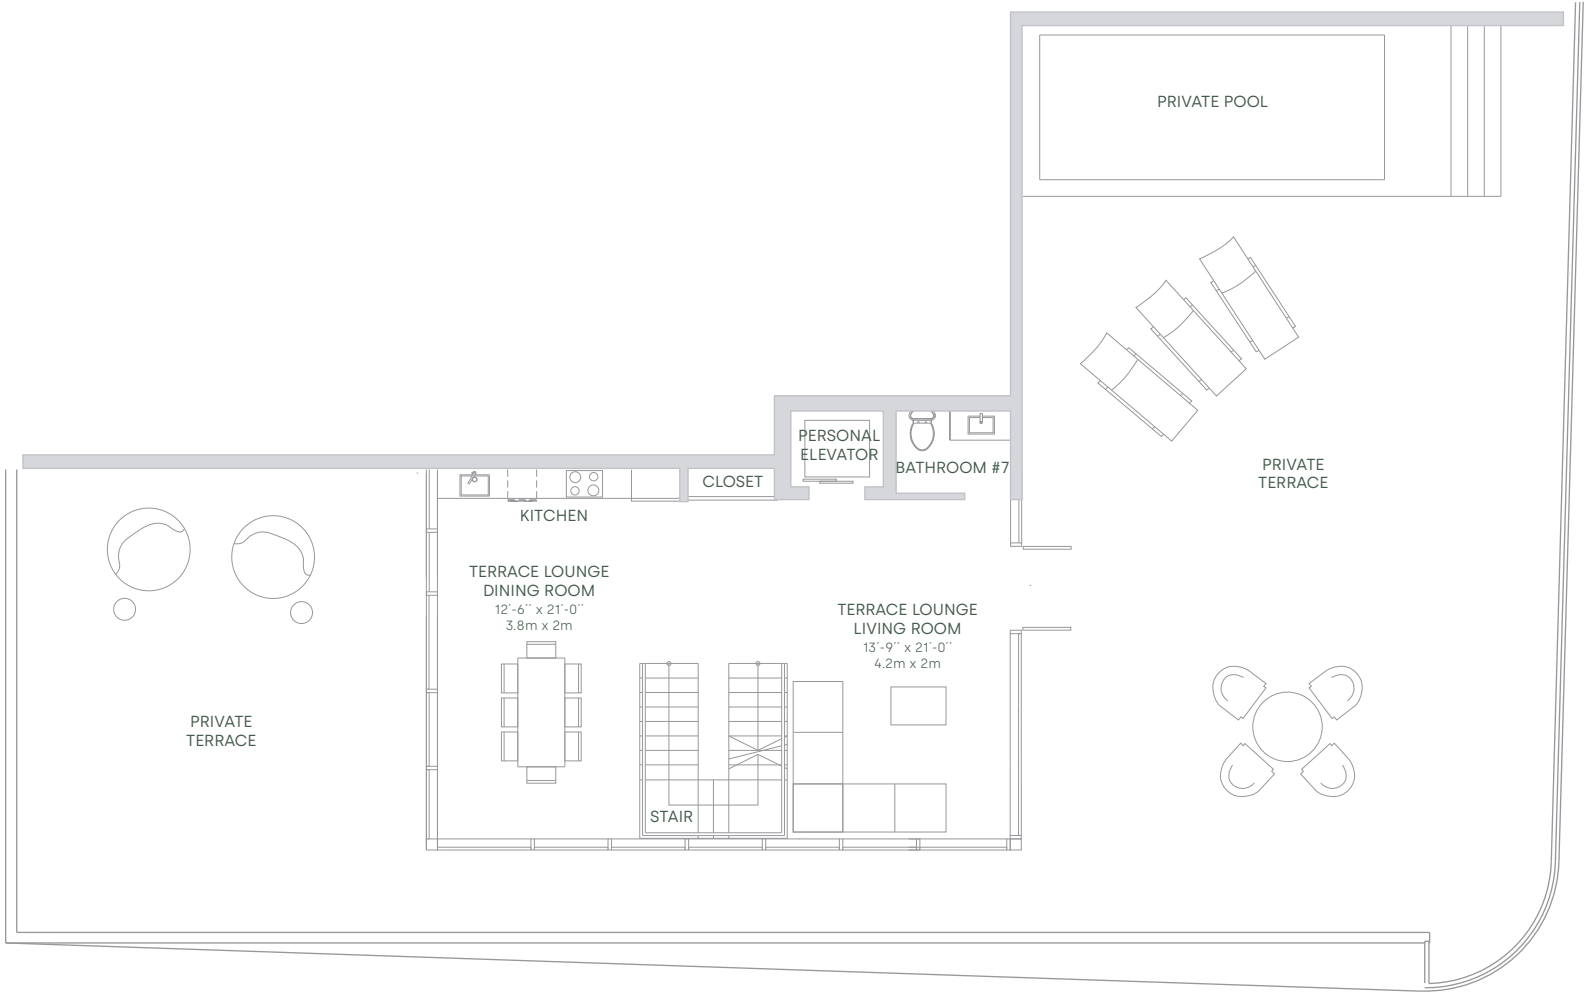 PRIVATE POOL
PERSONAL
ELEVATOR
BATHROOM #7
PRIVATE
TERRACE
CLOSET
KITCHEN
TERRACE LOUNGE
DINING ROOM
12´-6´´ x 21´-0´´
3.8m x 2m
TERRACE LOUNGE
LIVING ROOM
13´-9´´ x 21´-0´´
4.2m x 2m
PRIVATE
TERRACE
STAIR